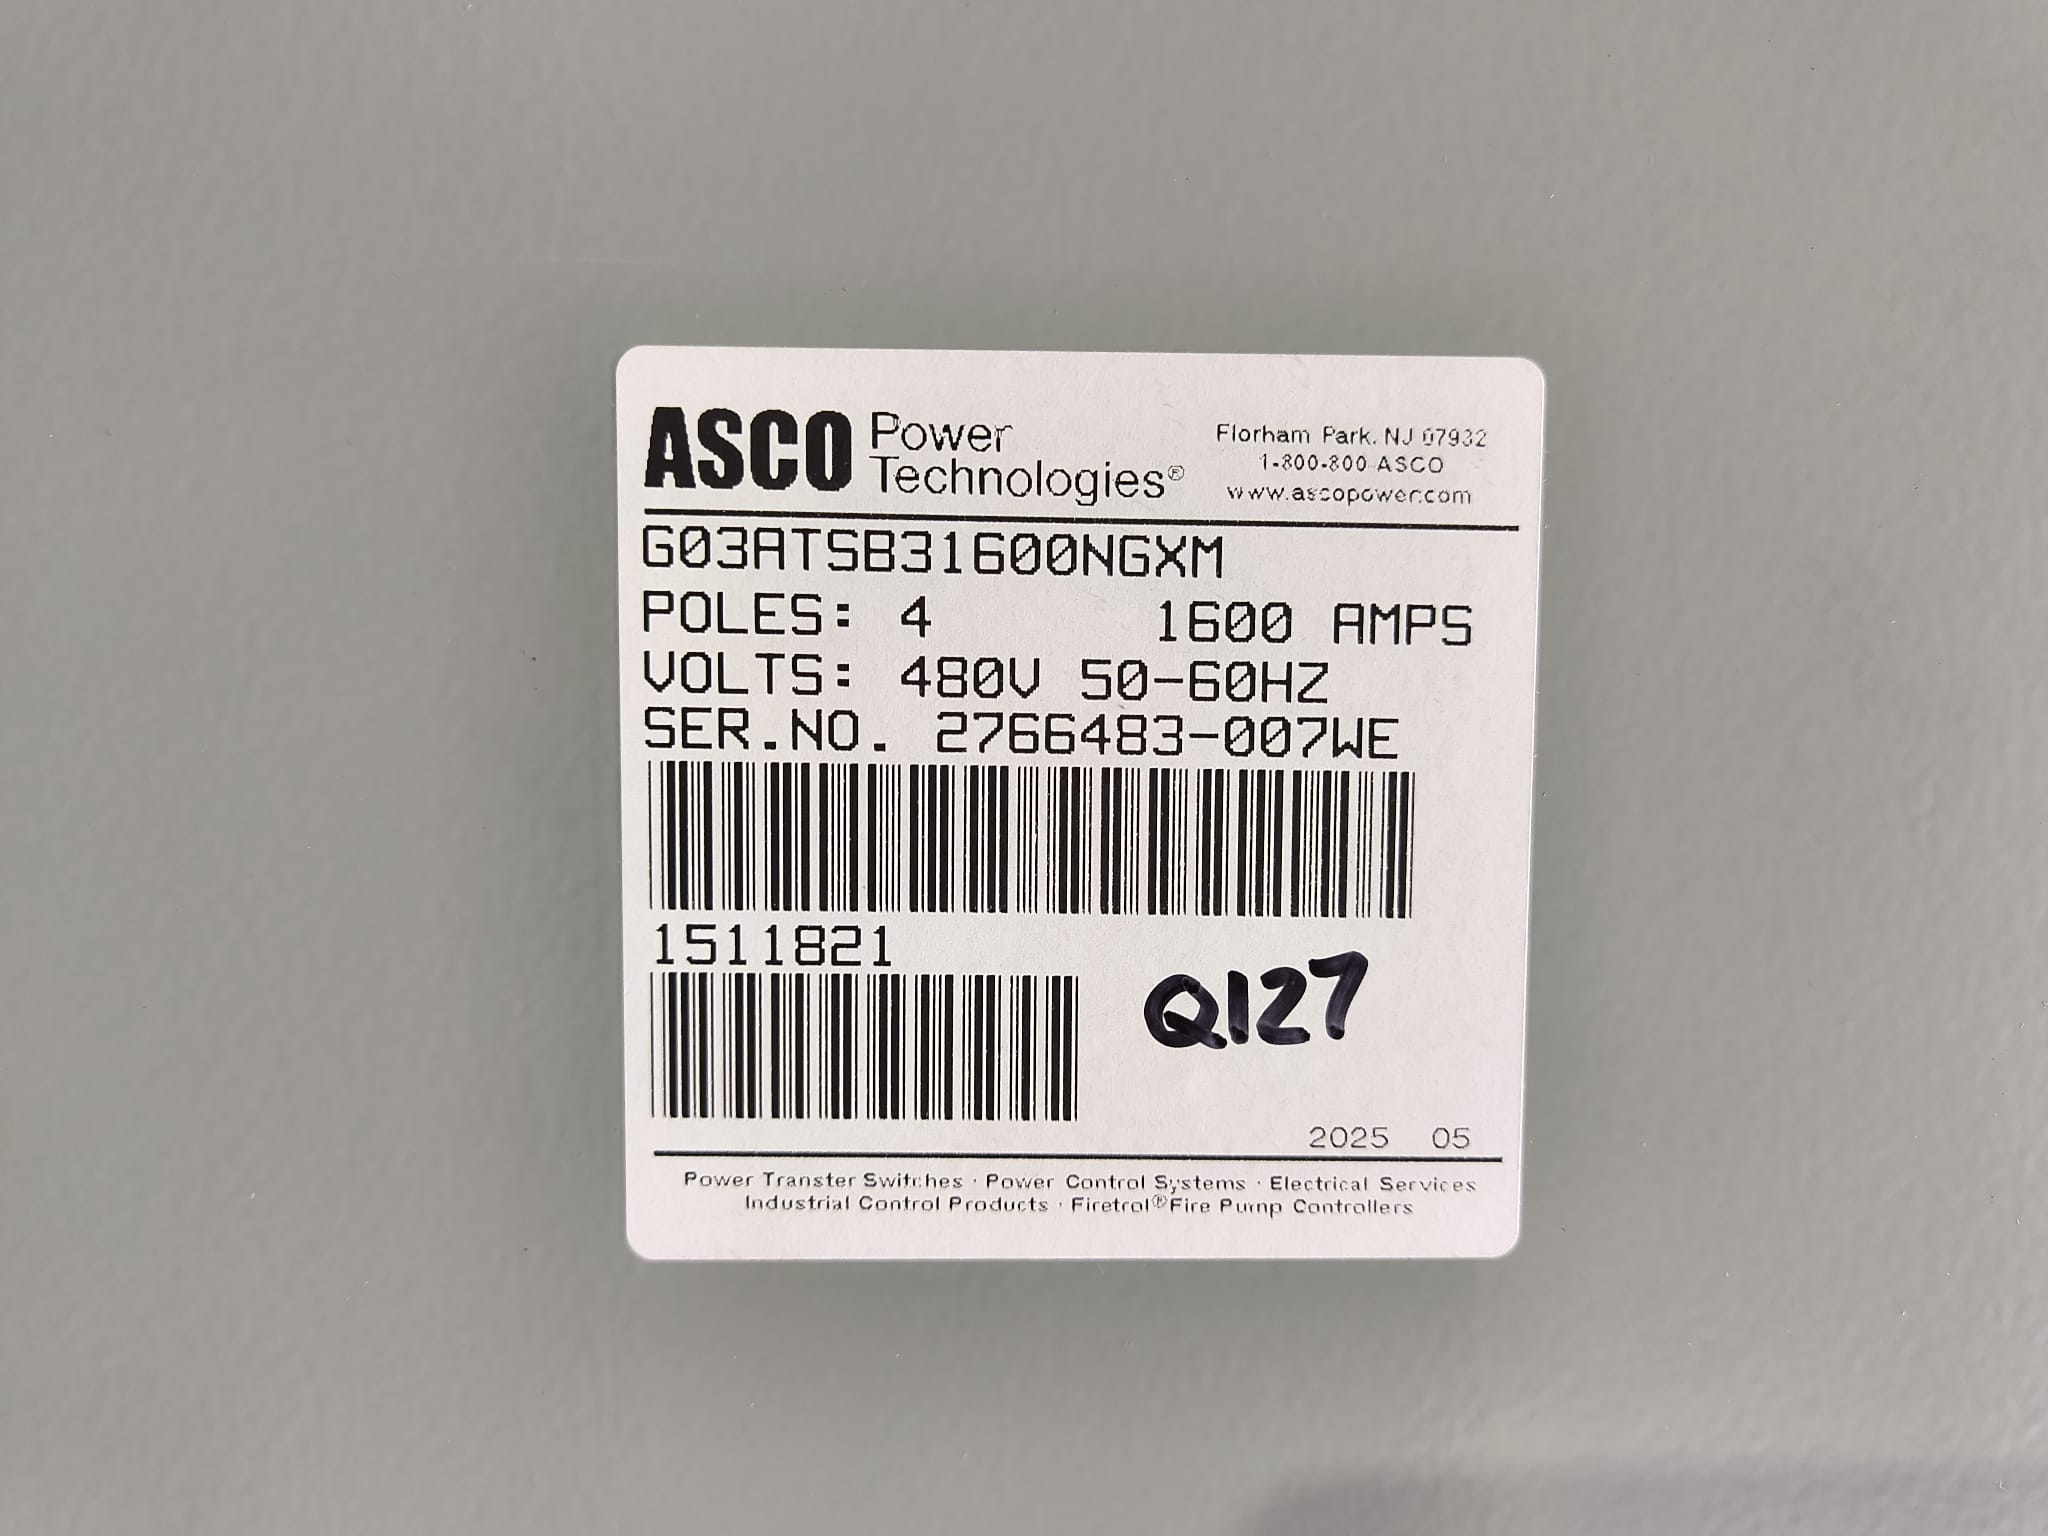 ASCO Power Technologies®
Florham Park, NJ 07932
1-800-800-ASCO
www.ascopower.com
G03ATSB31600NGXM
POLES: 4 1600 AMPS
VOLTS: 480V 50-60HZ
SER.NO. 2766483-007WE
1511821
Q127
2025 05
Power Transfer Switches · Power Control Systems · Electrical Services
Industrial Control Products · Firetrol® Fire Pump Controllers